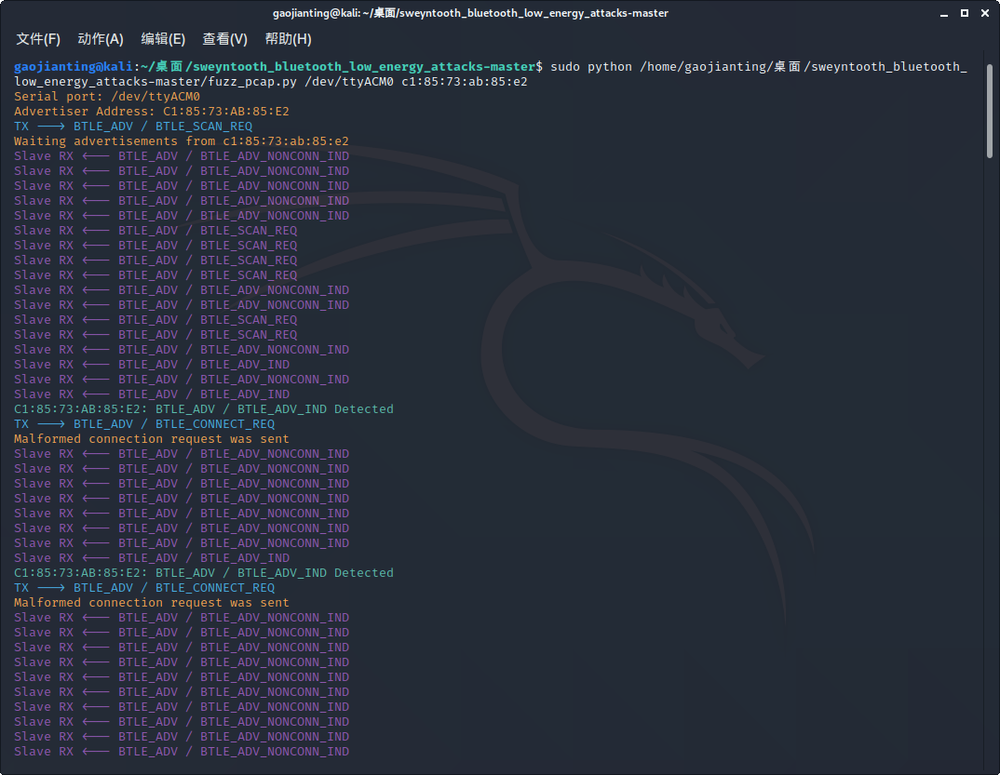 gaojianting@kali: ~/桌面/sweyntooth_bluetooth_low_energy_attacks-master
文件(F) 动作(A) 编辑(E) 查看(V) 帮助(H)
gaojianting@kali:~/桌面/sweyntooth_bluetooth_low_energy_attacks-master$ sudo python /home/gaojianting/桌面/sweyntooth_bluetooth_
low_energy_attacks-master/fuzz_pcap.py /dev/ttyACM0 c1:85:73:ab:85:e2
Serial port: /dev/ttyACM0
Advertiser Address: C1:85:73:AB:85:E2
TX ---> BTLE_ADV / BTLE_SCAN_REQ
Waiting advertisements from c1:85:73:ab:85:e2
Slave RX <--- BTLE_ADV / BTLE_ADV_NONCONN_IND
Slave RX <--- BTLE_ADV / BTLE_ADV_NONCONN_IND
Slave RX <--- BTLE_ADV / BTLE_ADV_NONCONN_IND
Slave RX <--- BTLE_ADV / BTLE_ADV_NONCONN_IND
Slave RX <--- BTLE_ADV / BTLE_ADV_NONCONN_IND
Slave RX <--- BTLE_ADV / BTLE_SCAN_REQ
Slave RX <--- BTLE_ADV / BTLE_SCAN_REQ
Slave RX <--- BTLE_ADV / BTLE_SCAN_REQ
Slave RX <--- BTLE_ADV / BTLE_SCAN_REQ
Slave RX <--- BTLE_ADV / BTLE_ADV_NONCONN_IND
Slave RX <--- BTLE_ADV / BTLE_ADV_NONCONN_IND
Slave RX <--- BTLE_ADV / BTLE_SCAN_REQ
Slave RX <--- BTLE_ADV / BTLE_SCAN_REQ
Slave RX <--- BTLE_ADV / BTLE_ADV_NONCONN_IND
Slave RX <--- BTLE_ADV / BTLE_ADV_IND
Slave RX <--- BTLE_ADV / BTLE_ADV_NONCONN_IND
Slave RX <--- BTLE_ADV / BTLE_ADV_IND
C1:85:73:AB:85:E2: BTLE_ADV / BTLE_ADV_IND Detected
TX ---> BTLE_ADV / BTLE_CONNECT_REQ
Malformed connection request was sent
Slave RX <--- BTLE_ADV / BTLE_ADV_NONCONN_IND
Slave RX <--- BTLE_ADV / BTLE_ADV_NONCONN_IND
Slave RX <--- BTLE_ADV / BTLE_ADV_NONCONN_IND
Slave RX <--- BTLE_ADV / BTLE_ADV_NONCONN_IND
Slave RX <--- BTLE_ADV / BTLE_ADV_NONCONN_IND
Slave RX <--- BTLE_ADV / BTLE_ADV_NONCONN_IND
Slave RX <--- BTLE_ADV / BTLE_ADV_NONCONN_IND
Slave RX <--- BTLE_ADV / BTLE_ADV_IND
C1:85:73:AB:85:E2: BTLE_ADV / BTLE_ADV_IND Detected
TX ---> BTLE_ADV / BTLE_CONNECT_REQ
Malformed connection request was sent
Slave RX <--- BTLE_ADV / BTLE_ADV_NONCONN_IND
Slave RX <--- BTLE_ADV / BTLE_ADV_NONCONN_IND
Slave RX <--- BTLE_ADV / BTLE_ADV_NONCONN_IND
Slave RX <--- BTLE_ADV / BTLE_ADV_NONCONN_IND
Slave RX <--- BTLE_ADV / BTLE_ADV_NONCONN_IND
Slave RX <--- BTLE_ADV / BTLE_ADV_NONCONN_IND
Slave RX <--- BTLE_ADV / BTLE_ADV_NONCONN_IND
Slave RX <--- BTLE_ADV / BTLE_ADV_NONCONN_IND
Slave RX <--- BTLE_ADV / BTLE_ADV_NONCONN_IND
Slave RX <--- BTLE_ADV / BTLE_ADV_NONCONN_IND